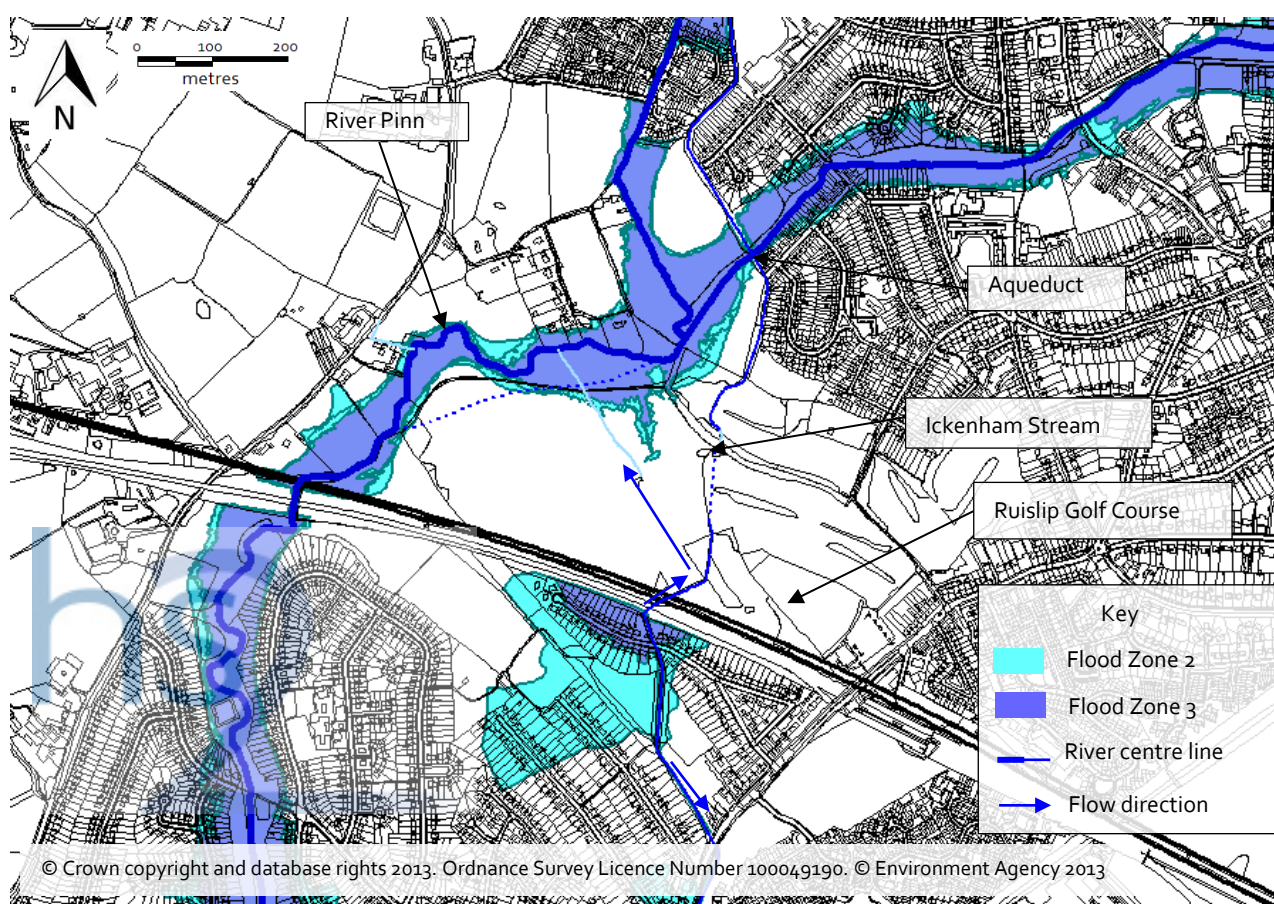 0 100 200
metres
N
River Pinn
Aqueduct
Ickenham Stream
Ruislip Golf Course
Key
Flood Zone 2
Flood Zone 3
River centre line
Flow direction
hs
© Crown copyright and database rights 2013. Ordnance Survey Licence Number 100049190. © Environment Agency 2013